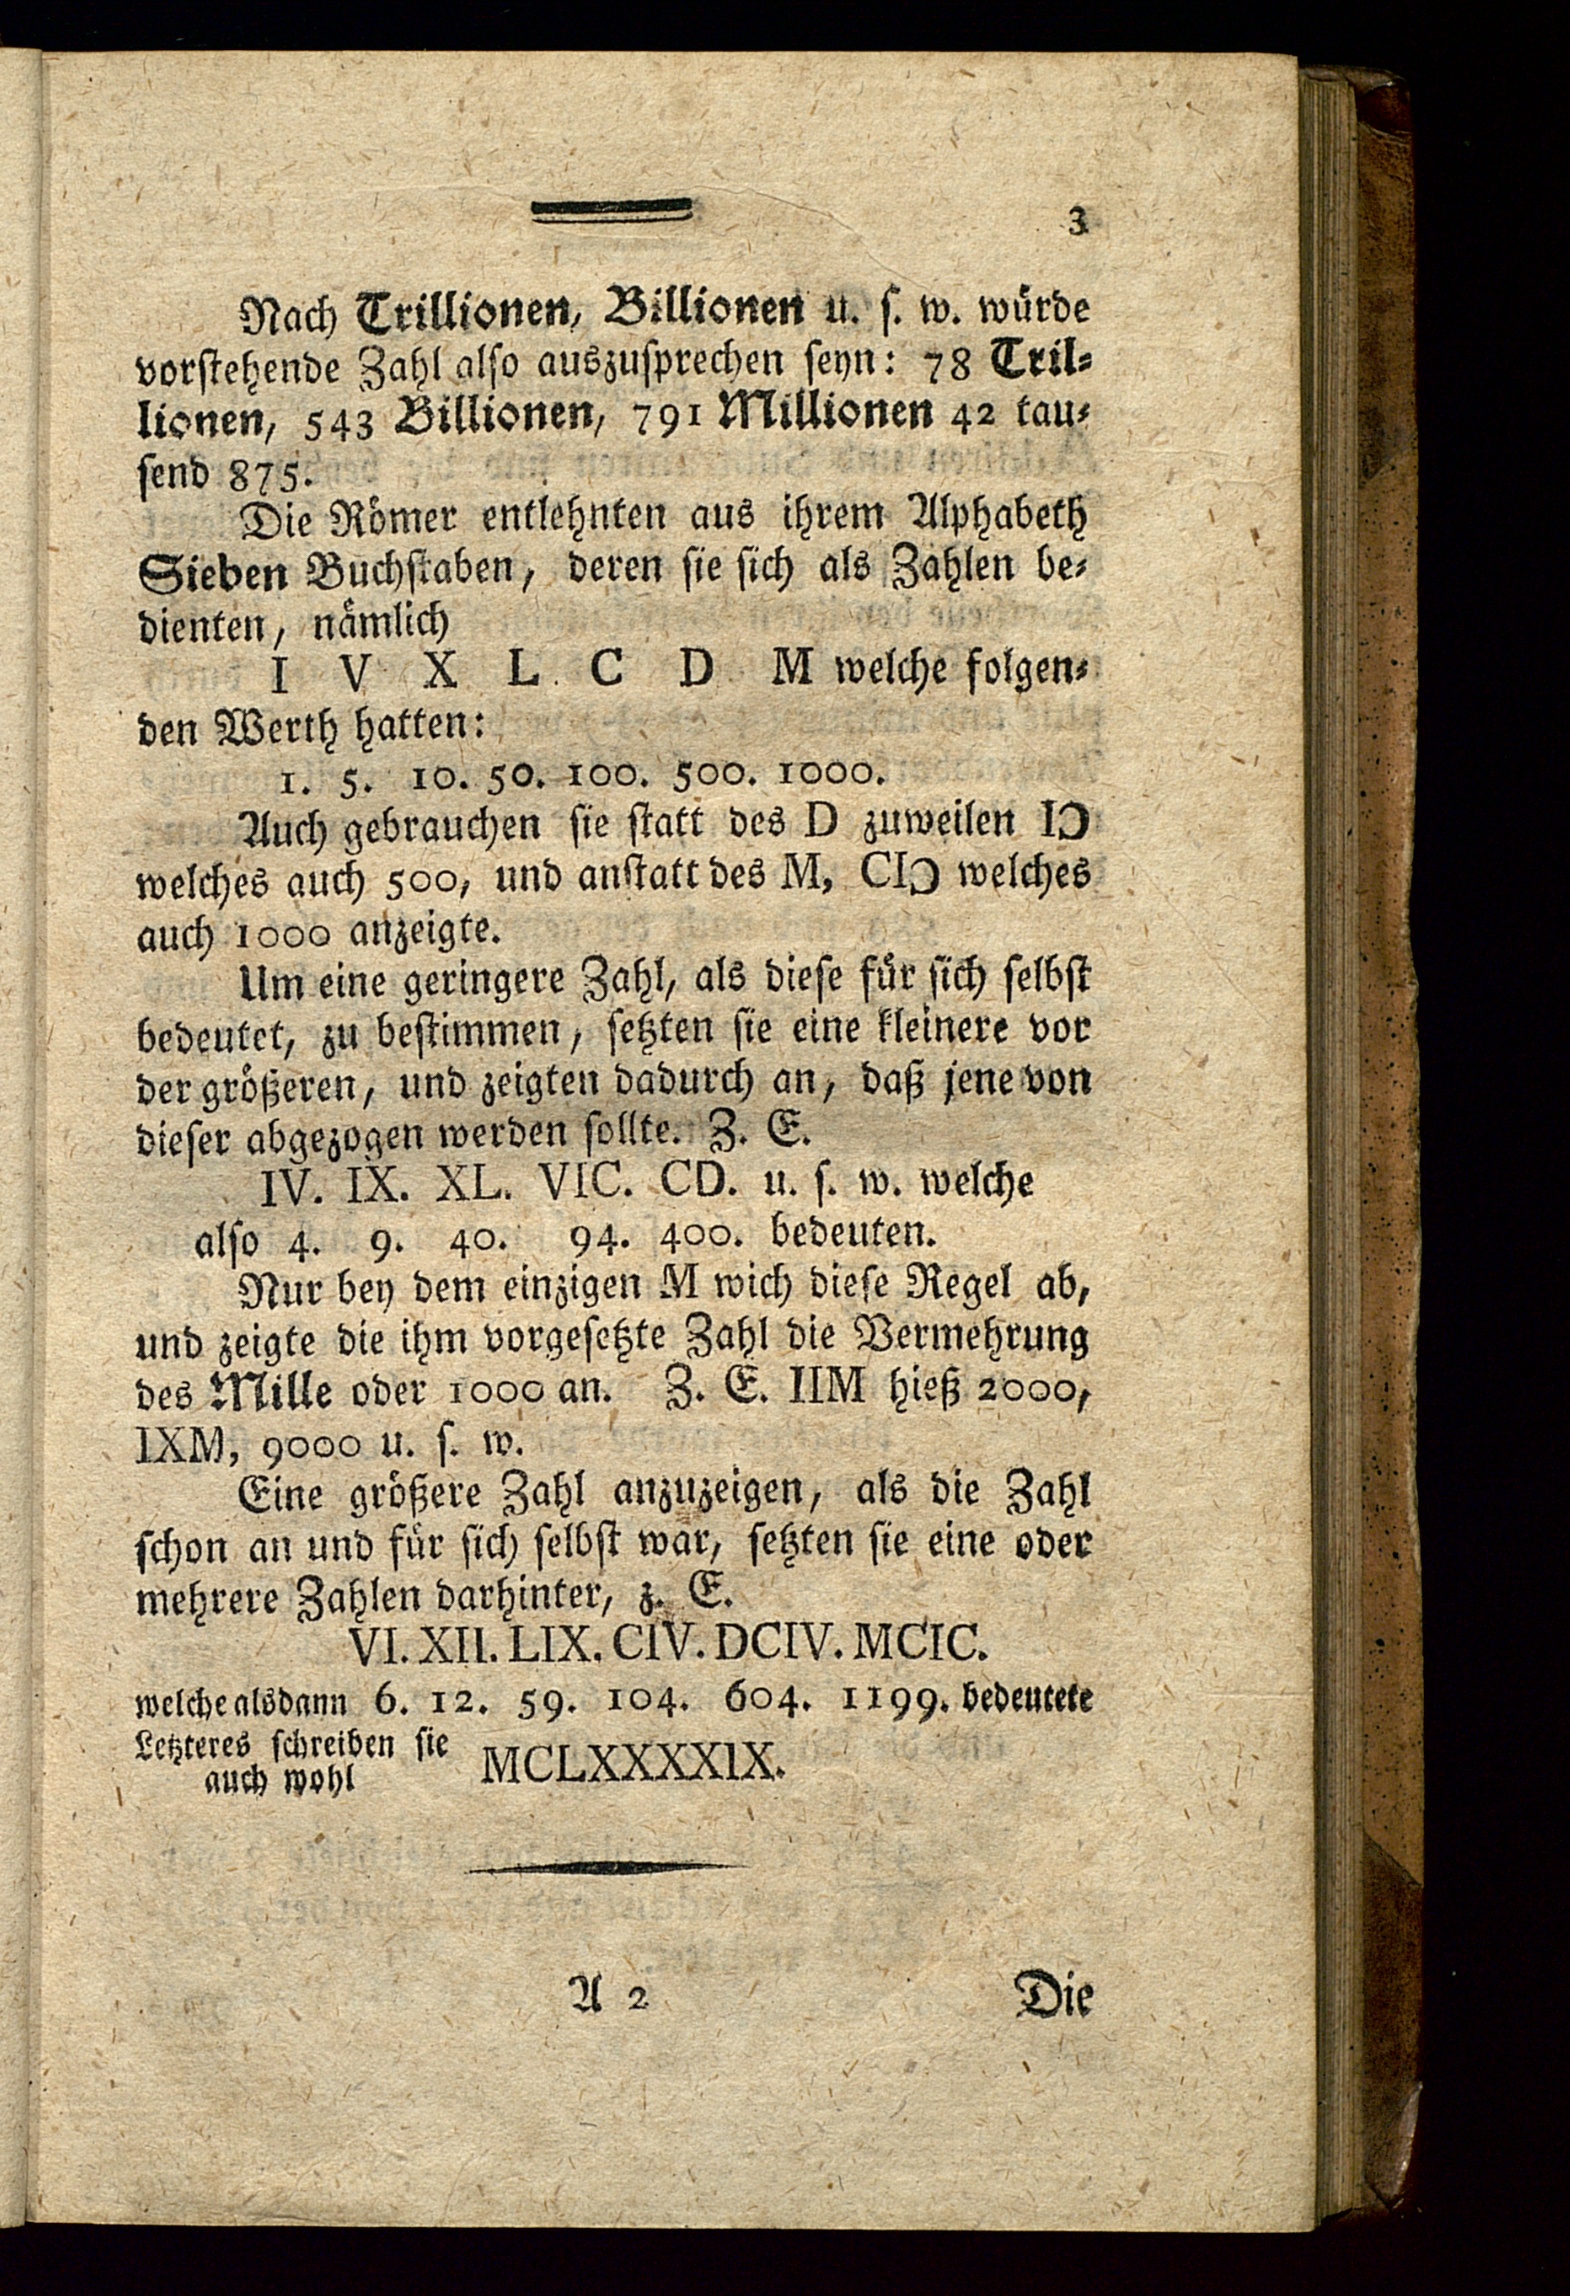 3
Nach Trillionen, Billionen u. s. w. würde
vorstehende Zahl also auszusprechen seyn: 78 Tril-
lionen, 543 Billionen, 791 Millionen 42 tau-
send 875.
Die Römer entlehnten aus ihrem Alphabeth
Sieben Buchstaben, deren sie sich als Zahlen be-
dienten, nämlich
I V X L C D M welche folgen-
den Werth hatten:
1. 5. 10. 50. 100. 500. 1000.
Auch gebrauchen sie statt des D zuweilen IↃ
welches auch 500, und anstatt des M, CIↃ welches
auch 1000 anzeigte.
Um eine geringere Zahl, als diese für sich selbst
bedeutet, zu bestimmen, setzten sie eine kleinere vor
der größeren, und zeigten dadurch an, daß jene von
dieser abgezogen werden sollte. Z. E.
IV. IX. XL. VIC. CD. u. s. w. welche
also 4. 9. 40. 94. 400. bedeuten.
Nur bey dem einzigen M wich diese Regel ab,
und zeigte die ihm vorgesetzte Zahl die Vermehrung
des Mille oder 1000 an. Z. E. IIM hieß 2000,
IXM, 9000 u. s. w.
Eine größere Zahl anzuzeigen, als die Zahl
schon an und für sich selbst war, setzten sie eine oder
mehrere Zahlen darhinter, z. E.
VI. XII. LIX. CIV. DCIV. MCIC.
welche alsdann 6. 12. 59. 104. 604. 1199. bedeutete
Letzteres schreiben sie
auch wohl MCLXXXXIX.
A 2 Die